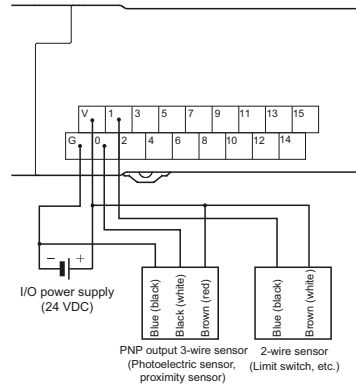 V 1 3 5 7 9 11 13 15
G 0 2 4 6 8 10 12 14
− +
I/O power supply
(24 VDC)
Blue (black)
Black (white)
Brown (red)
Blue (black)
Brown (white)
PNP output 3-wire sensor
(Photoelectric sensor,
proximity sensor)
2-wire sensor
(Limit switch, etc.)